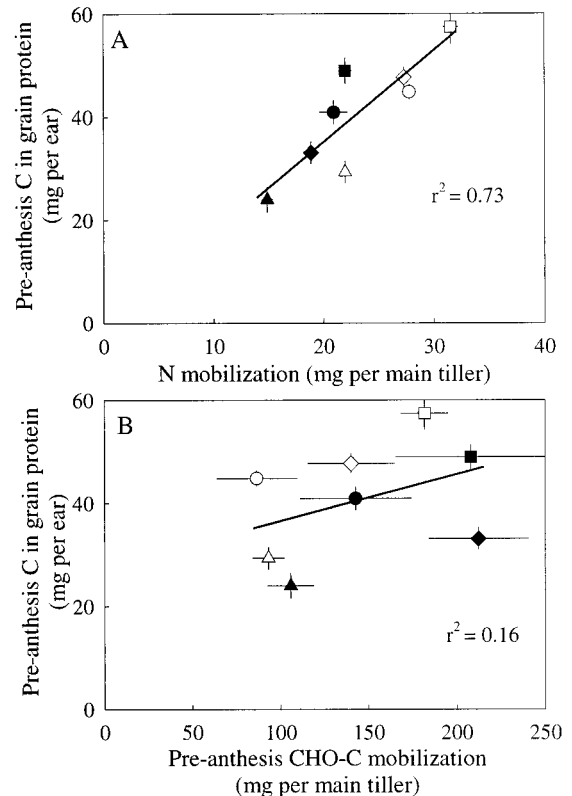 A
Pre-anthesis C in grain protein
(mg per ear)
60
40
20
0
r² = 0.73
0 10 20 30 40
N mobilization (mg per main tiller)
B
Pre-anthesis C in grain protein
(mg per ear)
60
40
20
0
r² = 0.16
0 50 100 150 200 250
Pre-anthesis CHO-C mobilization
(mg per main tiller)